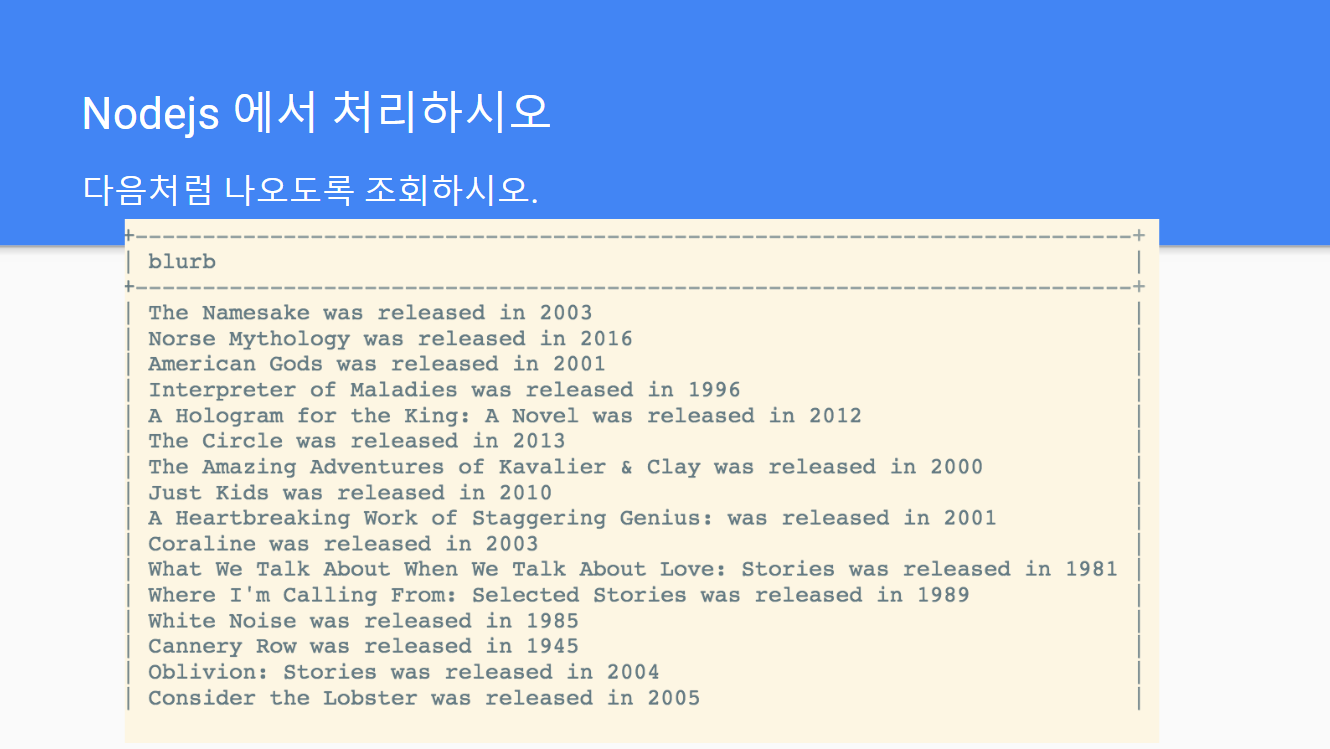 Nodejs 에서 처리하시오
다음처럼 나오도록 조회하시오.
+--------------------------------------------------------------------------+
| blurb |
+--------------------------------------------------------------------------+
| The Namesake was released in 2003 |
| Norse Mythology was released in 2016 |
| American Gods was released in 2001 |
| Interpreter of Maladies was released in 1996 |
| A Hologram for the King: A Novel was released in 2012 |
| The Circle was released in 2013 |
| The Amazing Adventures of Kavalier & Clay was released in 2000 |
| Just Kids was released in 2010 |
| A Heartbreaking Work of Staggering Genius: was released in 2001 |
| Coraline was released in 2003 |
| What We Talk About When We Talk About Love: Stories was released in 1981 |
| Where I'm Calling From: Selected Stories was released in 1989 |
| White Noise was released in 1985 |
| Cannery Row was released in 1945 |
| Oblivion: Stories was released in 2004 |
| Consider the Lobster was released in 2005 |